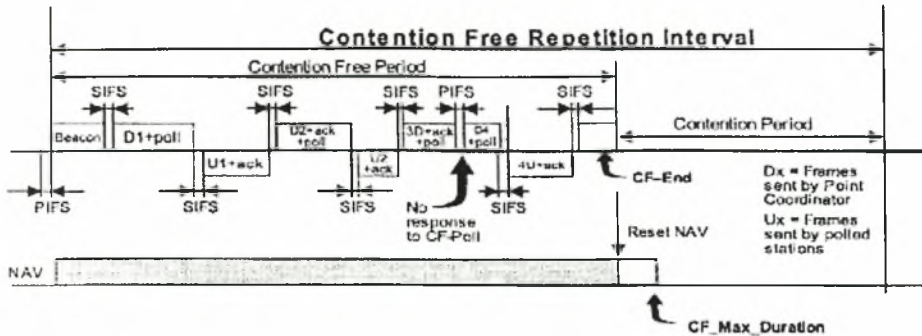 Contention Free Repetition Interval
Contention Free Period
SIFS
SIFS
SIFS
PIFS
SIFS
Contention Period
Beacon
D1+poll
D2+ack
+poll
3D+ack
+poll
D4
+poll
U1+ack
U2
+ack
4U+ack
CF-End
PIFS
SIFS
SIFS
No
response
to CF-Poll
SIFS
Dx = Frames
sent by Point
Coordinator
Ux = Frames
sent by polled
stations
Reset NAV
NAV
CF_Max_Duration